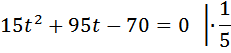 15t² + 95t − 70 = 0 |· 1/5